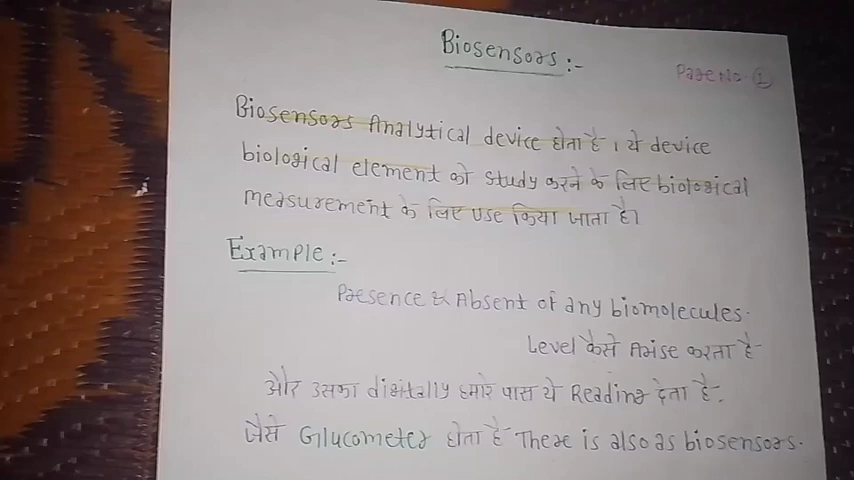 Biosensors:-
Page No-1
Biosensors Analytical device होता है। ये device
biological element को study करने के लिए biological
measurement के लिए use किया जाता है।
Example:-
Presence & Absent of any biomolecules.
Level कैसे Arise करता है
और उसका digitally हमारे पास ये Reading देता है.
जैसे Glucometer होता है There is also as biosensors.